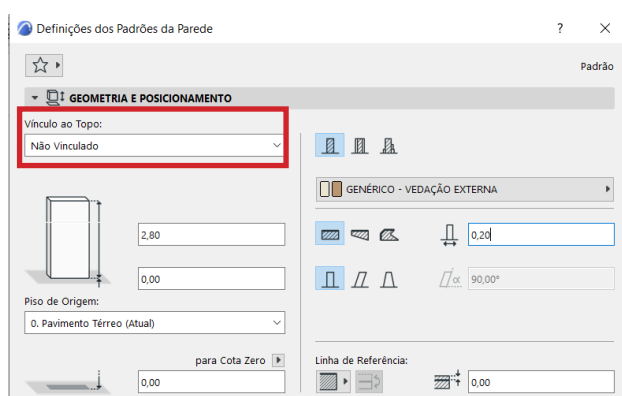 Definições dos Padrões da Parede
?
Padrão
GEOMETRIA E POSICIONAMENTO
Vínculo ao Topo:
Não Vinculado
GENÉRICO - VEDAÇÃO EXTERNA
2,80
0,20
0,00
α 90,00°
Piso de Origem:
0. Pavimento Térreo (Atual)
para Cota Zero
Linha de Referência:
0,00
0,00